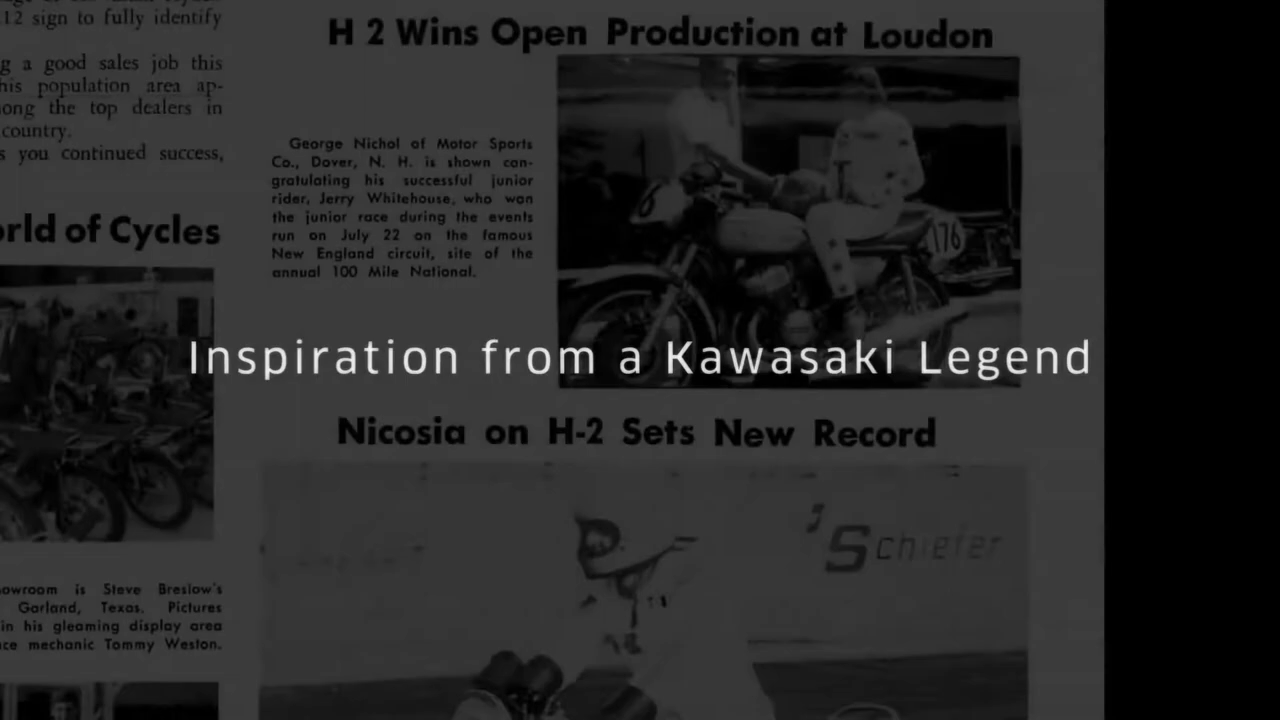 .12 sign to fully identify
g a good sales job this
his population area ap-
ong the top dealers in
country.
s you continued success,
orld of Cycles
owroom is Steve Breslow's
Garland, Texas. Pictures
in his gleaming display area
ce mechanic Tommy Weston.
H 2 Wins Open Production at Loudon
George Nichol of Motor Sports
Co., Dover, N. H. is shown con-
gratulating his successful junior
rider, Jerry Whitehouse, who won
the junior race during the events
run on July 22 on the famous
New England circuit, site of the
annual 100 Mile National.
176
Inspiration from a Kawasaki Legend
Nicosia on H-2 Sets New Record
Schiefer